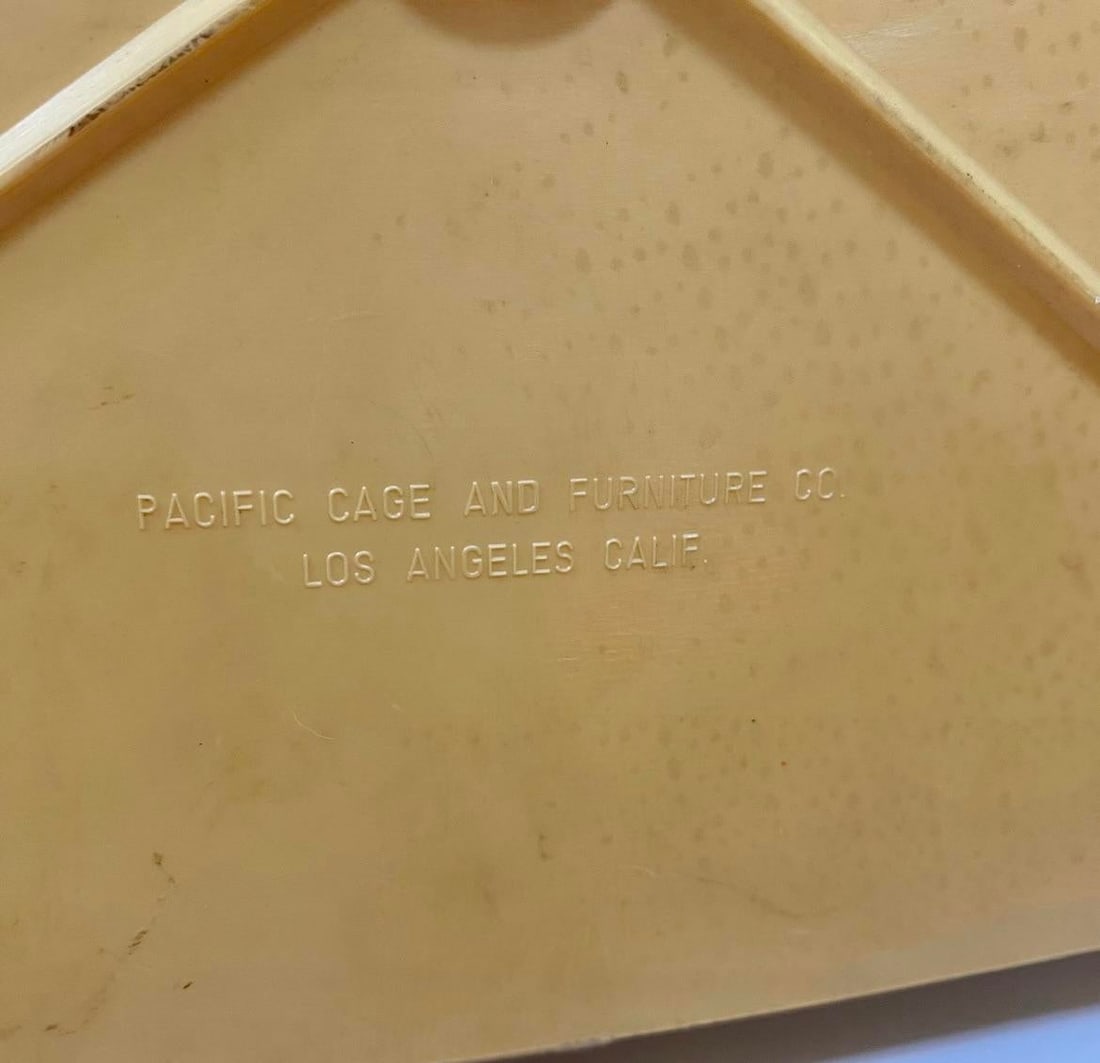 PACIFIC CAGE AND FURNITURE CO.
LOS ANGELES CALIF.